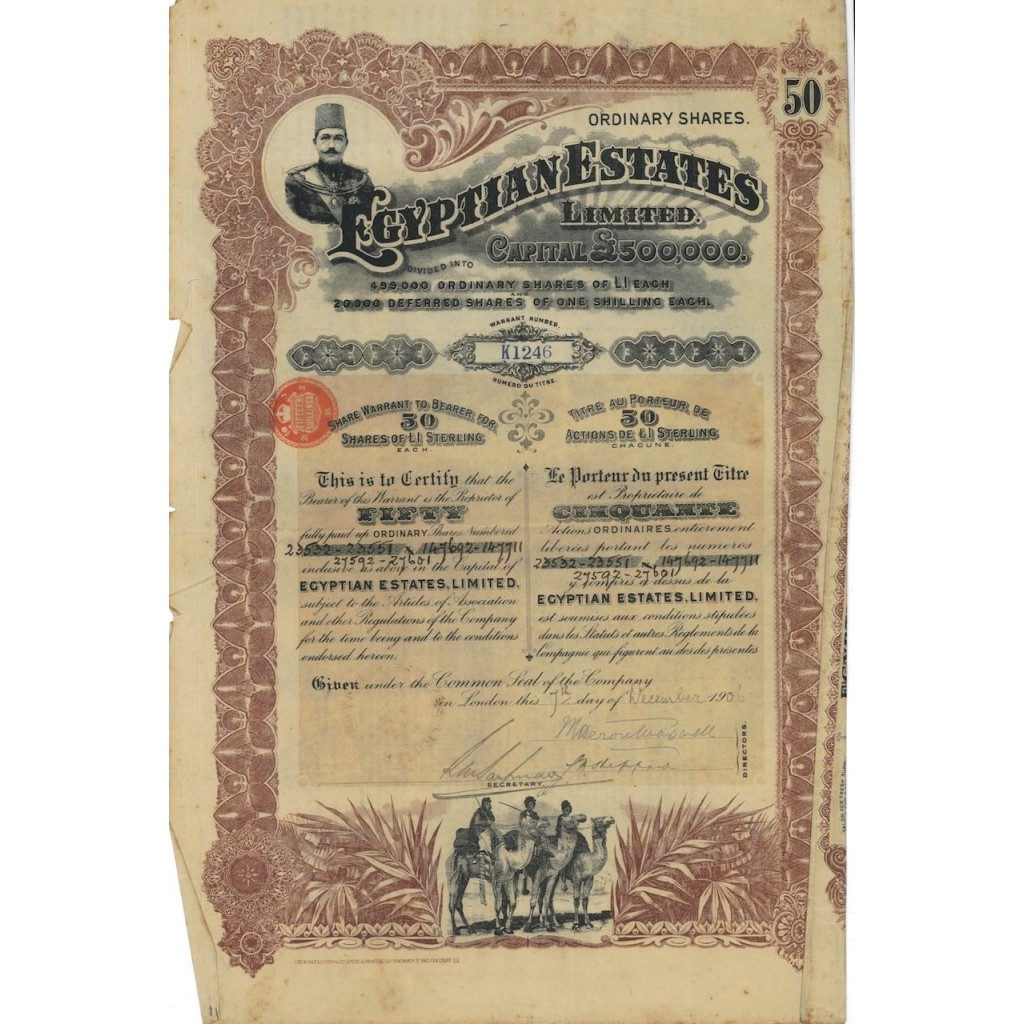 50
ORDINARY SHARES.
EGYPTIAN ESTATES
LIMITED.
CAPITAL £500,000.
DIVIDED INTO
499,000 ORDINARY SHARES OF £1 EACH
AND
20,000 DEFERRED SHARES OF ONE SHILLING EACH.
WARRANT NUMBER.
K1246
NUMÉRO DU TITRE.
SHARE WARRANT TO BEARER FOR
50
SHARES OF £1 STERLING
EACH.
This is to Certify that the
Bearer of this Warrant is the Proprietor of
FIFTY
fully paid up ORDINARY Shares Numbered
23532-23551 147692-147711
27592-27601
inclusive as above in the Capital of
EGYPTIAN ESTATES, LIMITED.
subject to the Articles of Association
and other Regulations of the Company
for the time being and to the conditions
endorsed hereon.
TITRE AU PORTEUR DE
50
ACTIONS DE £1 STERLING
CHACUNE.
Le Porteur du present Titre
est Propriétaire de
CINQUANTE
Actions ORDINAIRES entièrement
libérées portant les numeros
23532-23551 147692-147711
27592-27601
y compris à dessus de la
EGYPTIAN ESTATES, LIMITED.
est soumises aux conditions stipulées
dans les Statuts et autres Reglements de la
Compagnie qui figurent au dos des présentes
Given under the Common Seal of the Company
in London this 7th day of December 1906
DIRECTORS.
SECRETARY.